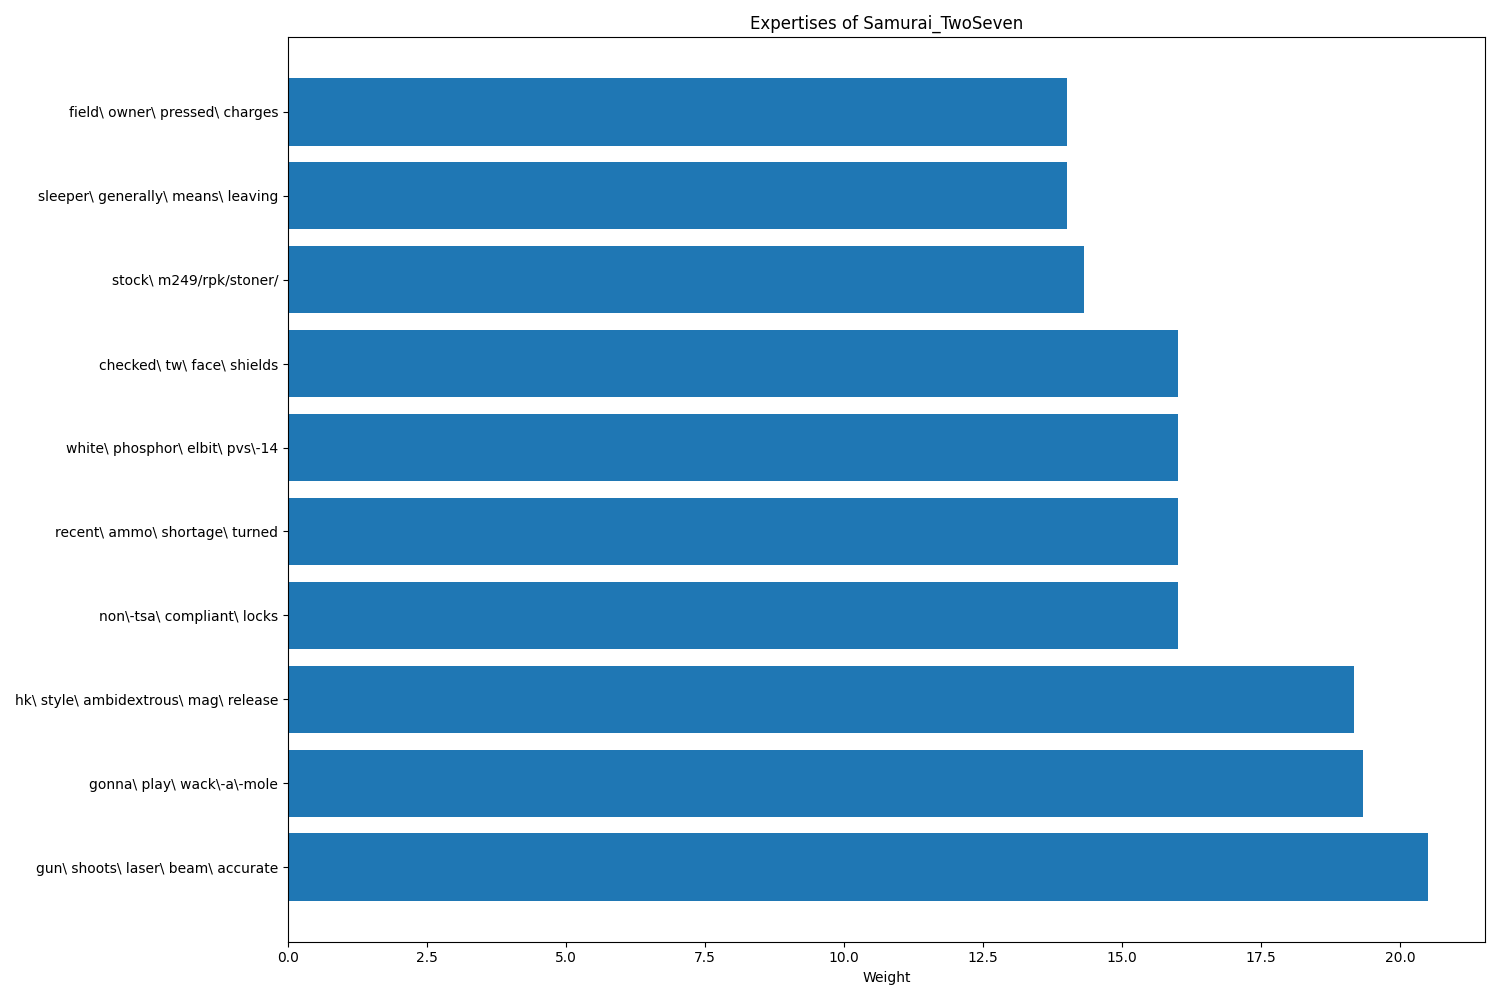 Expertises of Samurai_TwoSeven
field\ owner\ pressed\ charges
sleeper\ generally\ means\ leaving
stock\ m249/rpk/stoner/
checked\ tw\ face\ shields
white\ phosphor\ elbit\ pvs\-14
recent\ ammo\ shortage\ turned
non\-tsa\ compliant\ locks
hk\ style\ ambidextrous\ mag\ release
gonna\ play\ wack\-a\-mole
gun\ shoots\ laser\ beam\ accurate
0.0 2.5 5.0 7.5 10.0 12.5 15.0 17.5 20.0
Weight